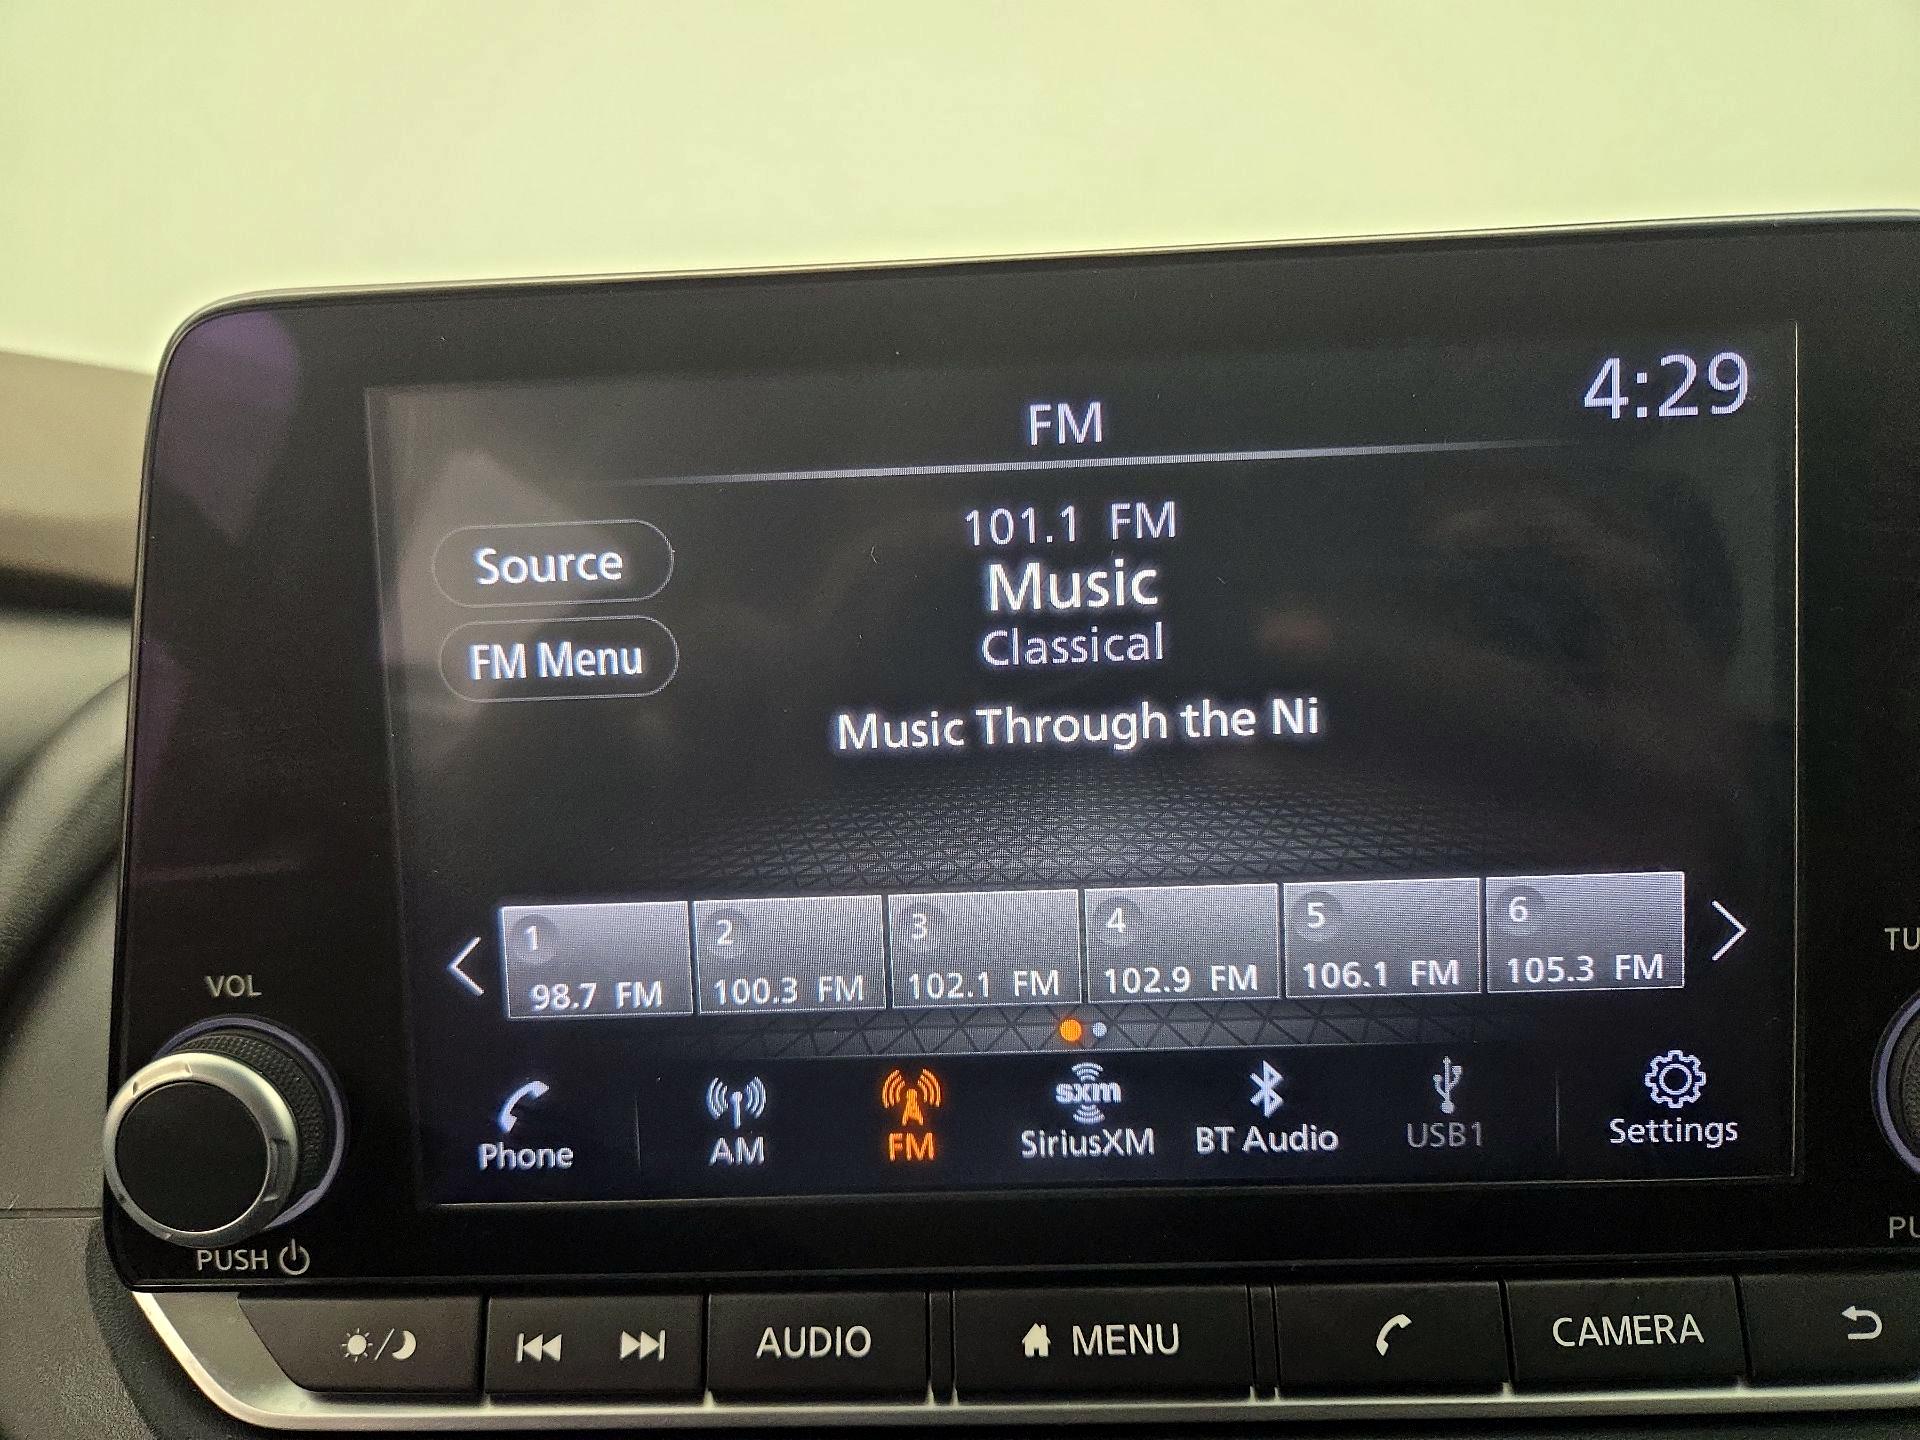 4:29
FM
101.1 FM
Music
Classical
Music Through the Ni
Source
FM Menu
1 2 3 4 5 6
98.7 FM 100.3 FM 102.1 FM 102.9 FM 106.1 FM 105.3 FM
sxm
Phone AM FM SiriusXM BT Audio USB1 Settings
VOL
TU
PUSH
PU
AUDIO MENU CAMERA